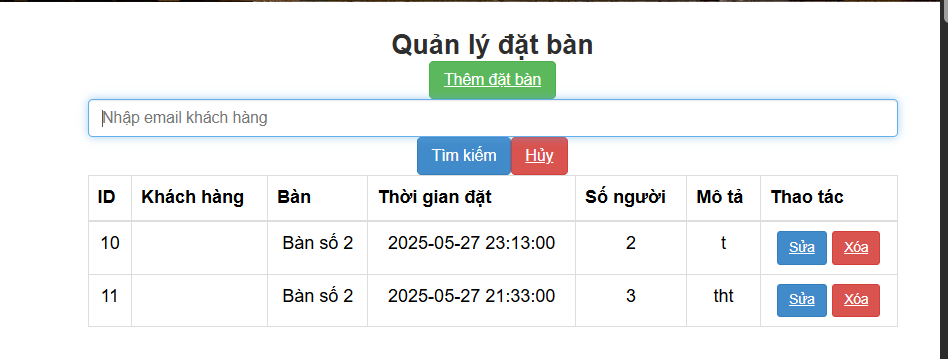 Quản lý đặt bàn
Thêm đặt bàn
Nhập email khách hàng
Tìm kiếm Hủy
ID Khách hàng Bàn Thời gian đặt Số người Mô tả Thao tác
10 Bàn số 2 2025-05-27 23:13:00 2 t Sửa Xóa
11 Bàn số 2 2025-05-27 21:33:00 3 tht Sửa Xóa